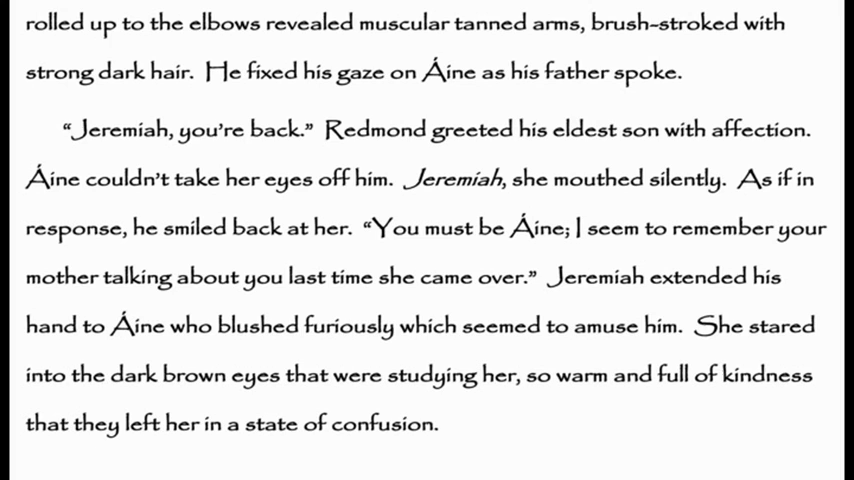 rolled up to the elbows revealed muscular tanned arms, brush-stroked with
strong dark hair. He fixed his gaze on Áine as his father spoke.
“Jeremiah, you’re back.” Redmond greeted his eldest son with affection.
Áine couldn’t take her eyes off him. Jeremiah, she mouthed silently. As if in
response, he smiled back at her. “You must be Áine; I seem to remember your
mother talking about you last time she came over.” Jeremiah extended his
hand to Áine who blushed furiously which seemed to amuse him. She stared
into the dark brown eyes that were studying her, so warm and full of kindness
that they left her in a state of confusion.